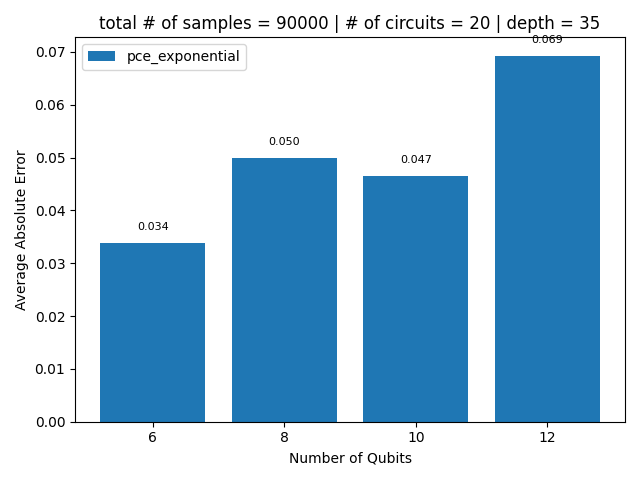 total # of samples = 90000 | # of circuits = 20 | depth = 35
pce_exponential
0.07
0.06
0.05
0.04
0.03
0.02
0.01
0.00
Average Absolute Error
0.034
0.050
0.047
0.069
6 8 10 12
Number of Qubits